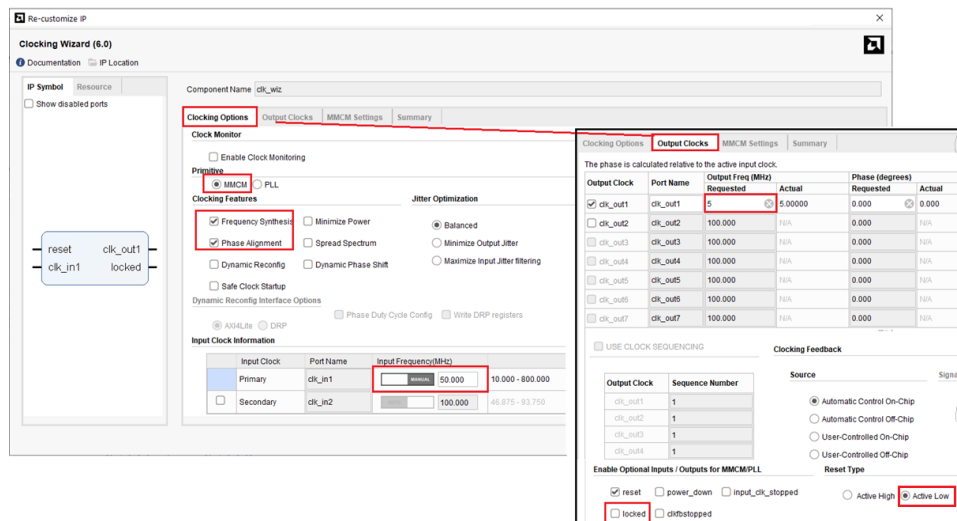 Re-customize IP
Clocking Wizard (6.0)
Documentation IP Location
IP Symbol Resource
Show disabled ports
reset clk_out1
clk_in1 locked
Component Name clk_wiz
Clocking Options Output Clocks MMCM Settings Summary
Clock Monitor
Enable Clock Monitoring
Primitive
MMCM PLL
Clocking Features Jitter Optimization
Frequency Synthesis Minimize Power Balanced
Phase Alignment Spread Spectrum Minimize Output Jitter
Dynamic Reconfig Dynamic Phase Shift Maximize Input Jitter filtering
Safe Clock Startup
Dynamic Reconfig Interface Options
Phase Duty Cycle Config Write DRP registers
AXI4Lite DRP
Input Clock Information
Input Clock Port Name Input Frequency(MHz)
Primary clk_in1 MANUAL 50.000 10.000 - 800.000
Secondary clk_in2 100.000 46.875 - 93.750
Clocking Options Output Clocks MMCM Settings Summary
The phase is calculated relative to the active input clock.
Output Clock Port Name Output Freq (MHz) Phase (degrees)
Requested Actual Requested Actual
clk_out1 clk_out1 5 5.00000 0.000 0.000
clk_out2 clk_out2 100.000 N/A 0.000 N/A
clk_out3 clk_out3 100.000 N/A 0.000 N/A
clk_out4 clk_out4 100.000 N/A 0.000 N/A
clk_out5 clk_out5 100.000 N/A 0.000 N/A
clk_out6 clk_out6 100.000 N/A 0.000 N/A
clk_out7 clk_out7 100.000 N/A 0.000 N/A
USE CLOCK SEQUENCING Clocking Feedback
Output Clock Sequence Number
clk_out1 1
clk_out2 1
clk_out3 1
clk_out4 1
Source
Automatic Control On-Chip
Automatic Control Off-Chip
User-Controlled On-Chip
User-Controlled Off-Chip
Enable Optional Inputs / Outputs for MMCM/PLL Reset Type
reset power_down input_clk_stopped Active High Active Low
locked clkfbstopped